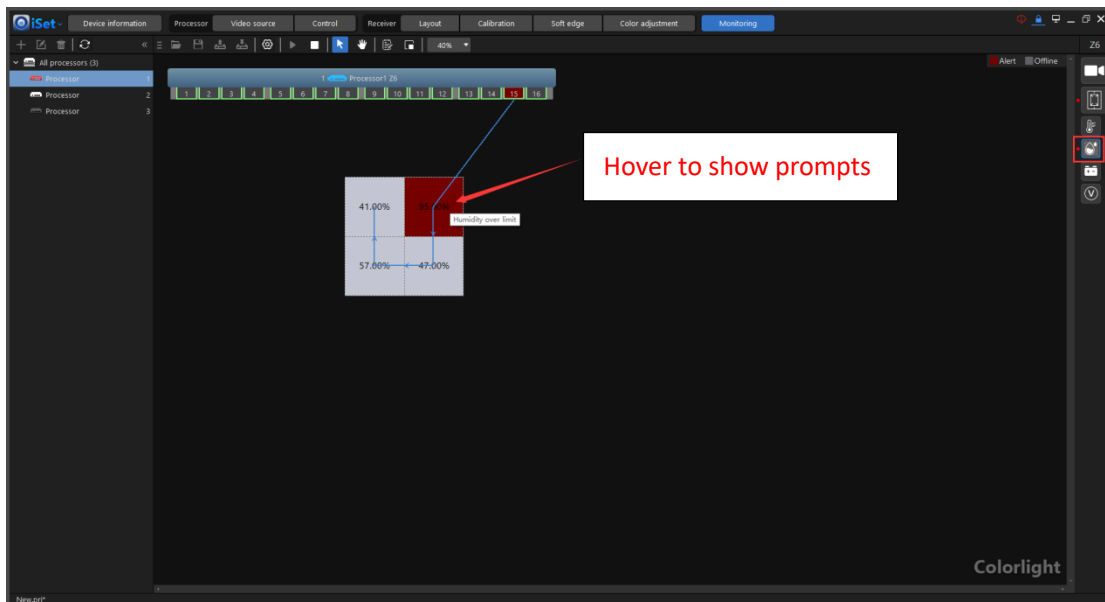 iSet
Device information
Processor
Video source
Control
Receiver
Layout
Calibration
Soft edge
Color adjustment
Monitoring
40%
Z6
All processors (3)
Alert
Offline
Processor 1
Processor 2
Processor 3
1 Processor1 Z6
1 2 3 4 5 6 7 8 9 10 11 12 13 14 15 16
Hover to show prompts
41.00%
Humidity over limit
57.00%
47.00%
V
Colorlight
New.prj*